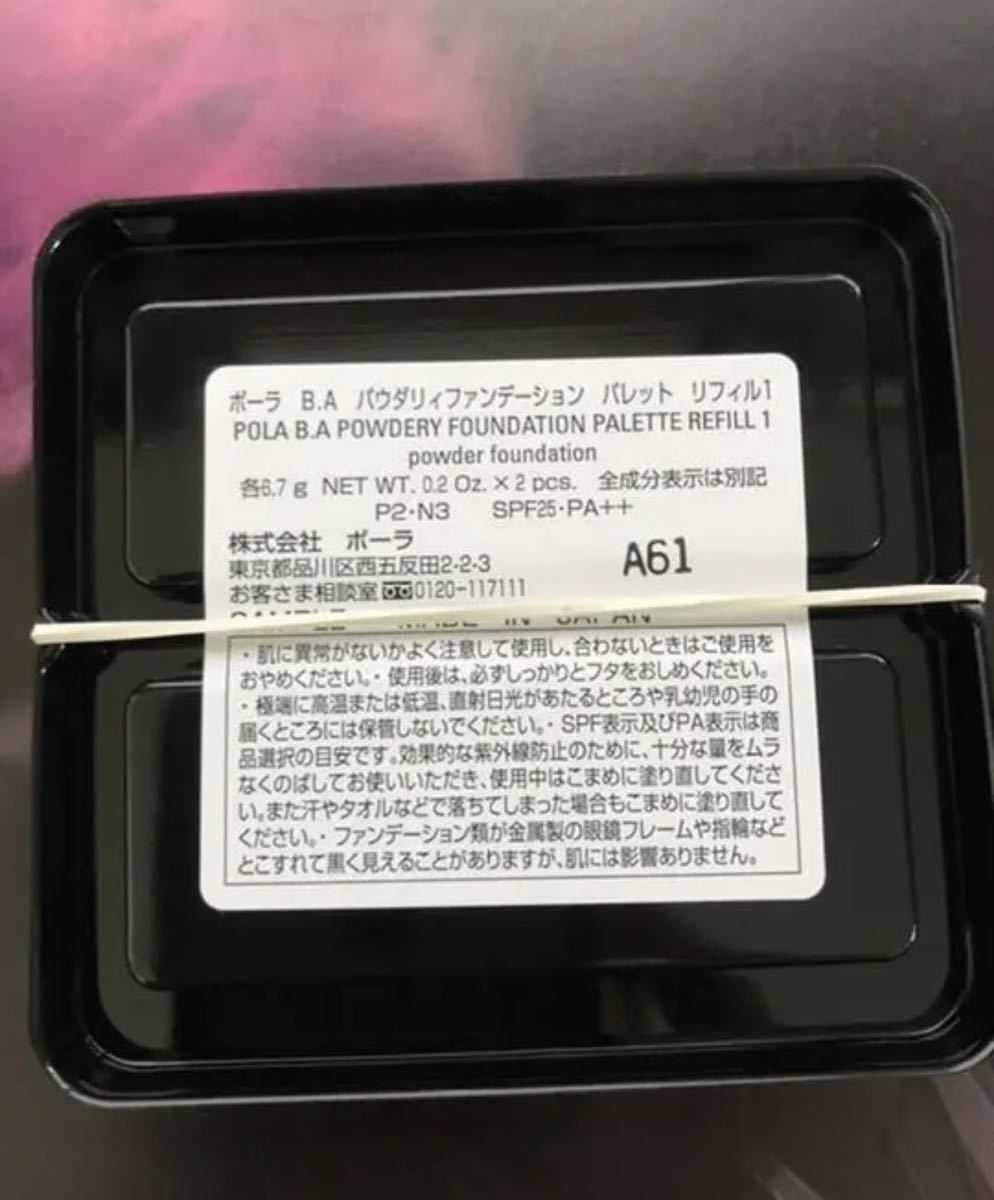 ポーラ B.A パウダリィファンデーション パレット リフィル1
POLA B.A POWDERY FOUNDATION PALETTE REFILL 1
powder foundation
各6.7 g NET WT. 0.2 Oz. × 2 pcs. 全成分表示は別記
P2・N3 SPF25・PA++
株式会社 ポーラ
東京都品川区西五反田2-2-3
A61
お客さま相談室 0120-117111
MADE IN JAPAN
・肌に異常がないかよく注意して使用し、合わないときはご使用を
おやめください。・使用後は、必ずしっかりとフタをおしめください。
・極端に高温または低温、直射日光があたるところや乳幼児の手の
届くところには保管しないでください。・SPF表示及びPA表示は商
品選択の目安です。効果的な紫外線防止のために、十分な量をムラ
なくのばしてお使いいただき、使用中はこまめに塗り直してくださ
い。また汗やタオルなどで落ちてしまった場合もこまめに塗り直して
ください。・ファンデーション類が金属製の眼鏡フレームや指輪など
とこすれて黒く見えることがありますが、肌には影響ありません。